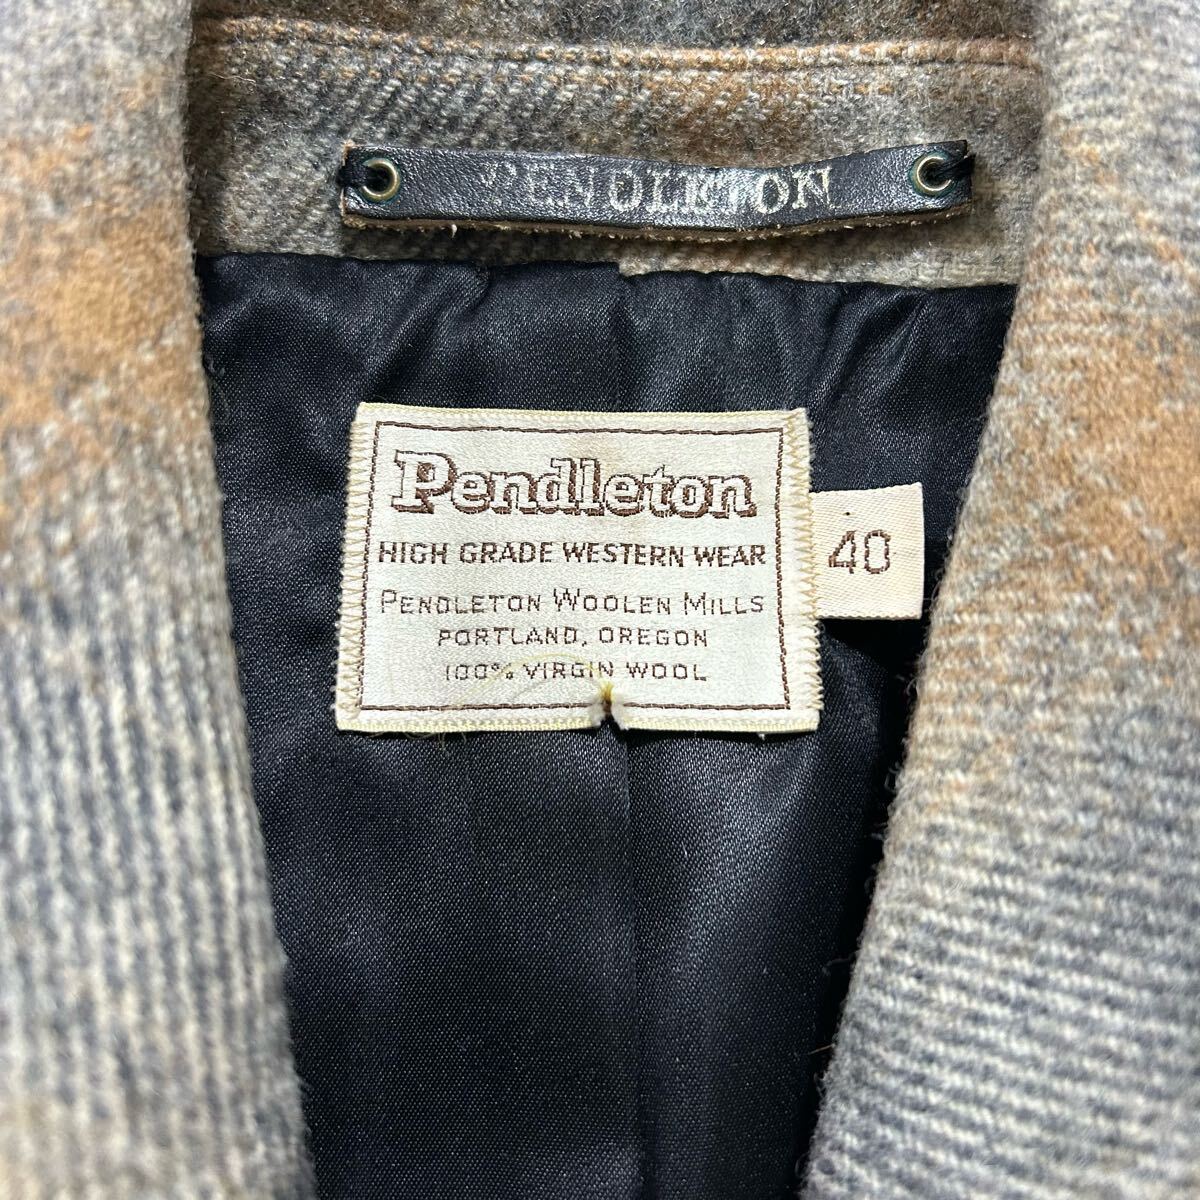 PENDLETON
Pendleton
HIGH GRADE WESTERN WEAR
PENDLETON WOOLEN MILLS
PORTLAND, OREGON
100% VIRGIN WOOL
40